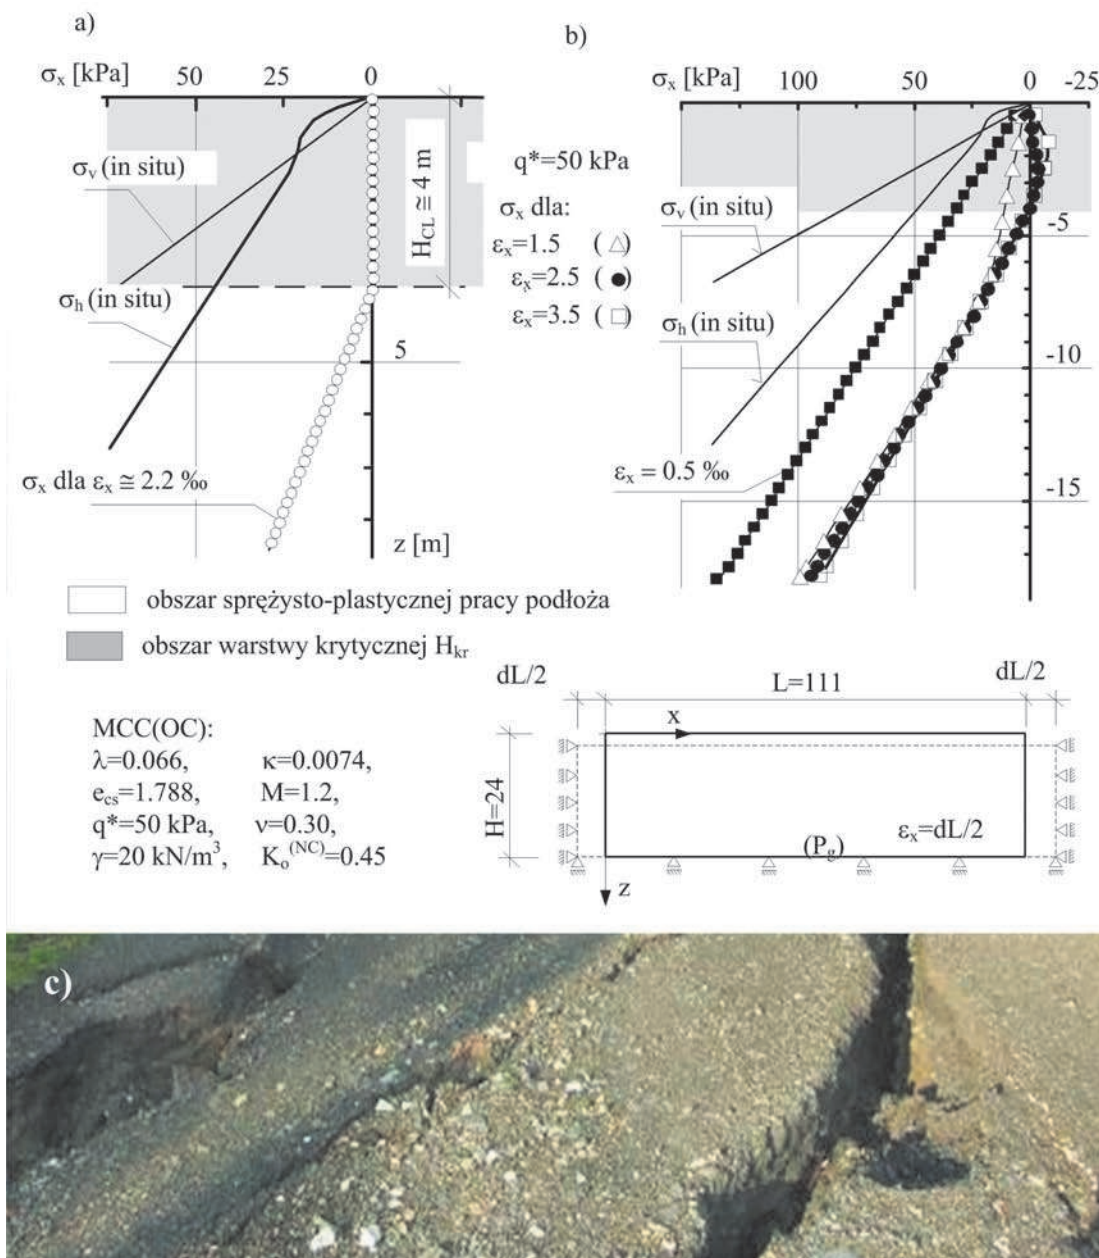 a)
σx [kPa] 50 25 0
σv (in situ)
HCL ≅ 4 m
σh (in situ)
5
σx dla εx ≅ 2.2 ‰
z [m]
b)
σx [kPa] 100 50 0 -25
q*=50 kPa
σx dla:
εx=1.5 (△)
εx=2.5 (●)
εx=3.5 (□)
σv (in situ)
-5
σh (in situ)
-10
εx = 0.5 ‰
-15
obszar sprężysto-plastycznej pracy podłoża
obszar warstwy krytycznej Hkr
MCC(OC):
λ=0.066, κ=0.0074,
ecs=1.788, M=1.2,
q*=50 kPa, ν=0.30,
γ=20 kN/m³, Ko(NC)=0.45
dL/2 L=111 dL/2
x
H=24
εx=dL/2
(Pg)
z
c)